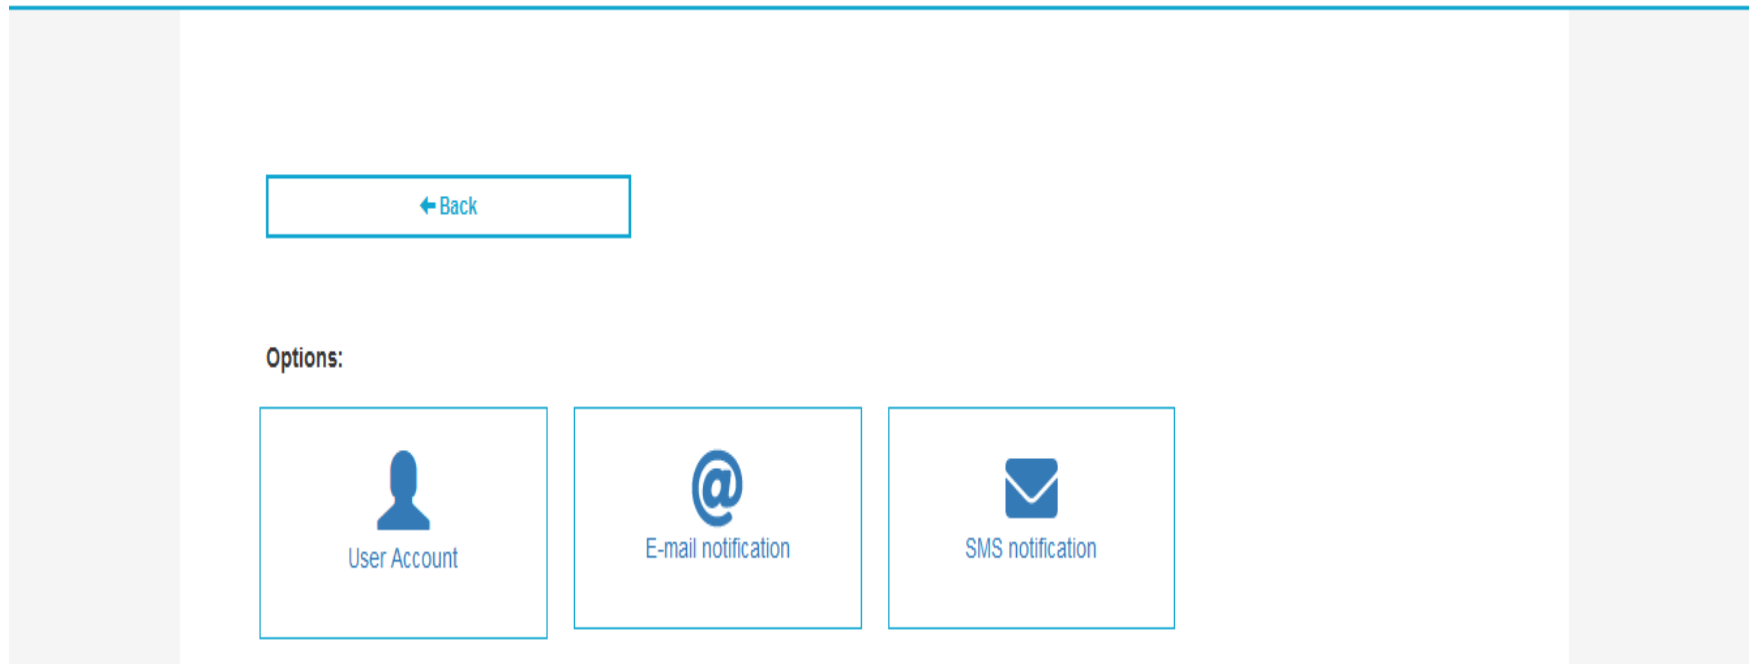 Back
Options:
User Account
E-mail notification
SMS notification